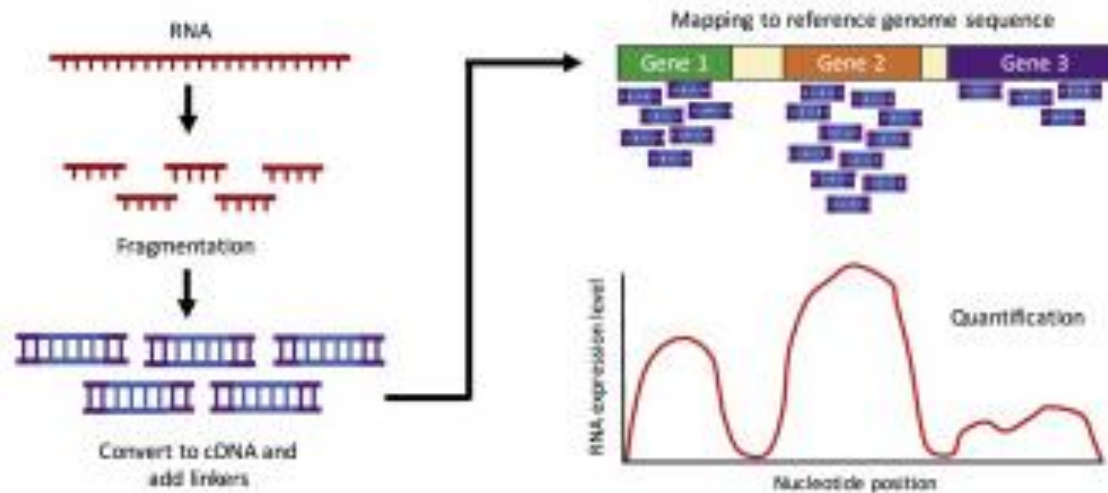 RNA
Fragmentation
Convert to cDNA and
add linkers
Mapping to reference genome sequence
Gene 1
Gene 2
Gene 3
RNA expression level
Quantification
Nucleotide position